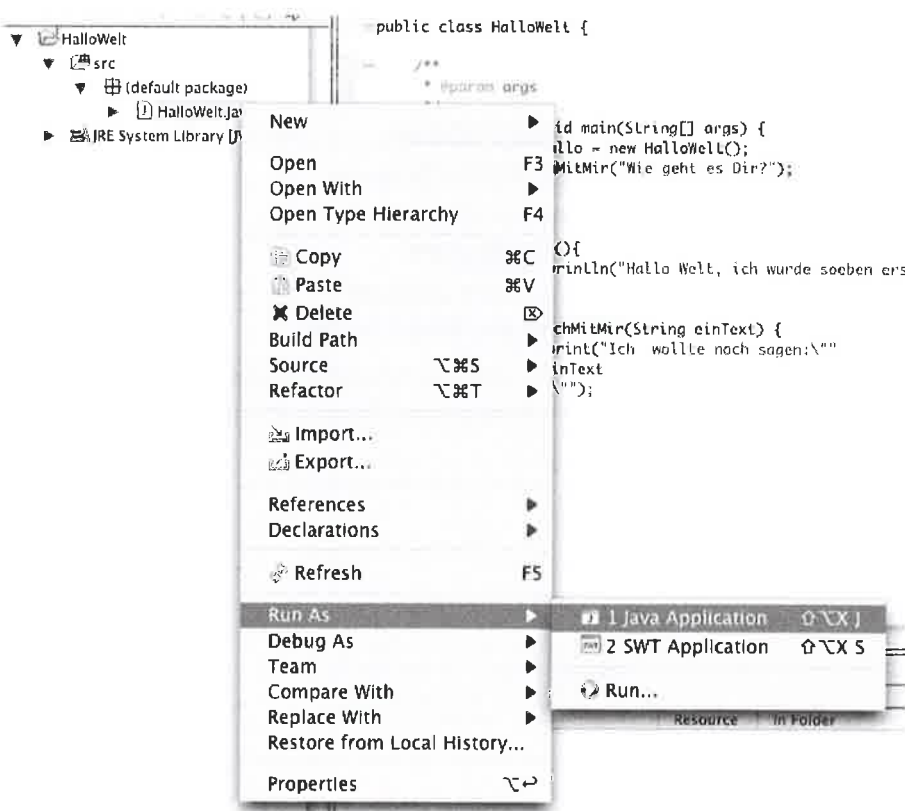 HalloWelt
src
(default package)
HalloWelt.jav
JRE System Library [JV
public class HalloWelt {
/**
* @param args
id main(String[] args) {
llo = new HalloWelt();
MitMir("Wie geht es Dir?");
(){
rintln("Hallo Welt, ich wurde soeben ers
chMitMir(String einText) {
print("Ich wollte noch sagen:\""
inText
\"");
New
Open F3
Open With
Open Type Hierarchy F4
Copy ⌘C
Paste ⌘V
Delete ⌦
Build Path
Source ⌥⌘S
Refactor ⌥⌘T
Import...
Export...
References
Declarations
Refresh F5
Run As
Debug As
Team
Compare With
Replace With
Restore from Local History...
Properties ⌥↩
1 Java Application ⇧⌥X J
2 SWT Application ⇧⌥X S
Run...
Resource In Folder